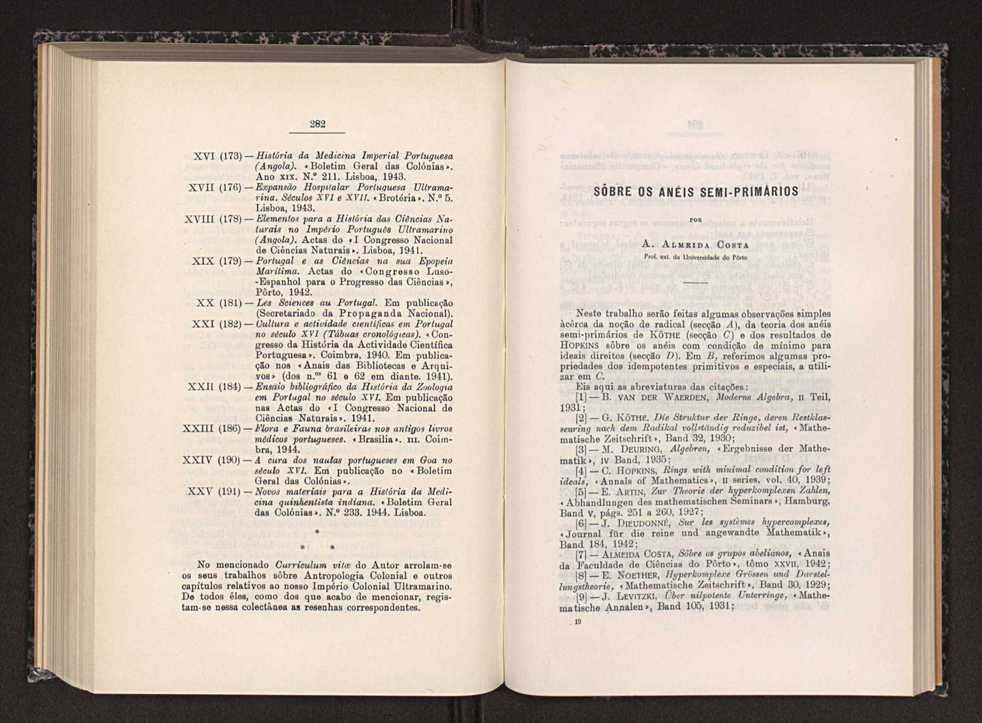 282
XVI (173) — História da Medicina Imperial Portuguesa
(Angola). «Boletim Geral das Colónias».
Ano XIX. N.º 211. Lisboa, 1943.
XVII (176) — Expansão Hospitalar Portuguesa Ultrama-
rina. Séculos XVI e XVII. «Brotéria». N.º 5.
Lisboa, 1943.
XVIII (178) — Elementos para a História das Ciências Na-
turais no Império Português Ultramarino
(Angola). Actas do «I Congresso Nacional
de Ciências Naturais». Lisboa, 1941.
XIX (179) — Portugal e as Ciências na sua Epopeia
Marítima. Actas do «Congresso Luso-
-Espanhol para o Progresso das Ciências»,
Pôrto, 1942.
XX (181) — Les Sciences au Portugal. Em publicação
(Secretariado da Propaganda Nacional).
XXI (182) — Cultura e actividade científicas em Portugal
no século XVI (Tábuas cronológicas). «Con-
gresso da História da Actividade Científica
Portuguesa». Coimbra, 1940. Em publica-
ção nos «Anais das Bibliotecas e Arqui-
vos» (dos n.os 61 e 62 em diante. 1941).
XXII (184) — Ensaio bibliográfico da História da Zoologia
em Portugal no século XVI. Em publicação
nas Actas do «I Congresso Nacional de
Ciências Naturais». 1941.
XXIII (186) — Flora e Fauna brasileiras nos antigos livros
médicos portugueses. «Brasilia». III. Coim-
bra, 1944.
XXIV (190) — A cura dos nautas portugueses em Goa no
século XVI. Em publicação no «Boletim
Geral das Colónias».
XXV (191) — Novos materiais para a História da Medi-
cina quinhentista indiana. «Boletim Geral
das Colónias». N.º 233. 1944. Lisboa.
*
* *
No mencionado Curriculum vitæ do Autor arrolam-se
os seus trabalhos sôbre Antropologia Colonial e outros
capítulos relativos ao nosso Império Colonial Ultramarino.
De todos êles, como dos que acabo de mencionar, regis-
tam-se nessa colectânea as resenhas correspondentes.
SÔBRE OS ANÉIS SEMI-PRIMÁRIOS
POR
A. ALMEIDA COSTA
Prof. ext. da Universidade do Pôrto
Neste trabalho serão feitas algumas observações simples
àcêrca da noção de radical (secção A), da teoria dos anéis
semi-primários de KÖTHE (secção C) e dos resultados de
HOPKINS sôbre os anéis com condição de mínimo para
ideais direitos (secção D). Em B, referimos algumas pro-
priedades dos idempotentes primitivos e especiais, a utili-
zar em C.
Eis aqui as abreviaturas das citações:
[1] — B. VAN DER WAERDEN, Moderne Algebra, II Teil,
1931;
[2] — G. KÖTHE, Die Struktur der Ringe, deren Restklas-
senring nach dem Radikal vollständig reduzibel ist, «Mathe-
matische Zeitschrift», Band 32, 1930;
[3] — M. DEURING, Algebren, «Ergebnisse der Mathe-
matik», IV Band, 1935;
[4] — C. HOPKINS, Rings with minimal condition for left
ideals, «Annals of Mathematics», II series, vol. 40, 1939;
[5] — E. ARTIN, Zur Theorie der hyperkomplexen Zahlen,
«Abhandlungen des mathematischen Seminars», Hamburg,
Band V, págs. 251 a 260, 1927;
[6] — J. DIEUDONNÉ, Sur les systèmes hypercomplexes,
«Journal für die reine und angewandte Mathematik»,
Band 184, 1942;
[7] — ALMEIDA COSTA, Sôbre os grupos abelianos, «Anais
da Faculdade de Ciências do Pôrto», tômo XXVII, 1942;
[8] — E. NOETHER, Hyperkomplexe Grössen und Darstel-
lungstheorie, «Mathematische Zeitschrift», Band 30, 1929;
[9] — J. LEVITZKI, Über nilpotente Unterringe, «Mathe-
matische Annalen», Band 105, 1931;
19